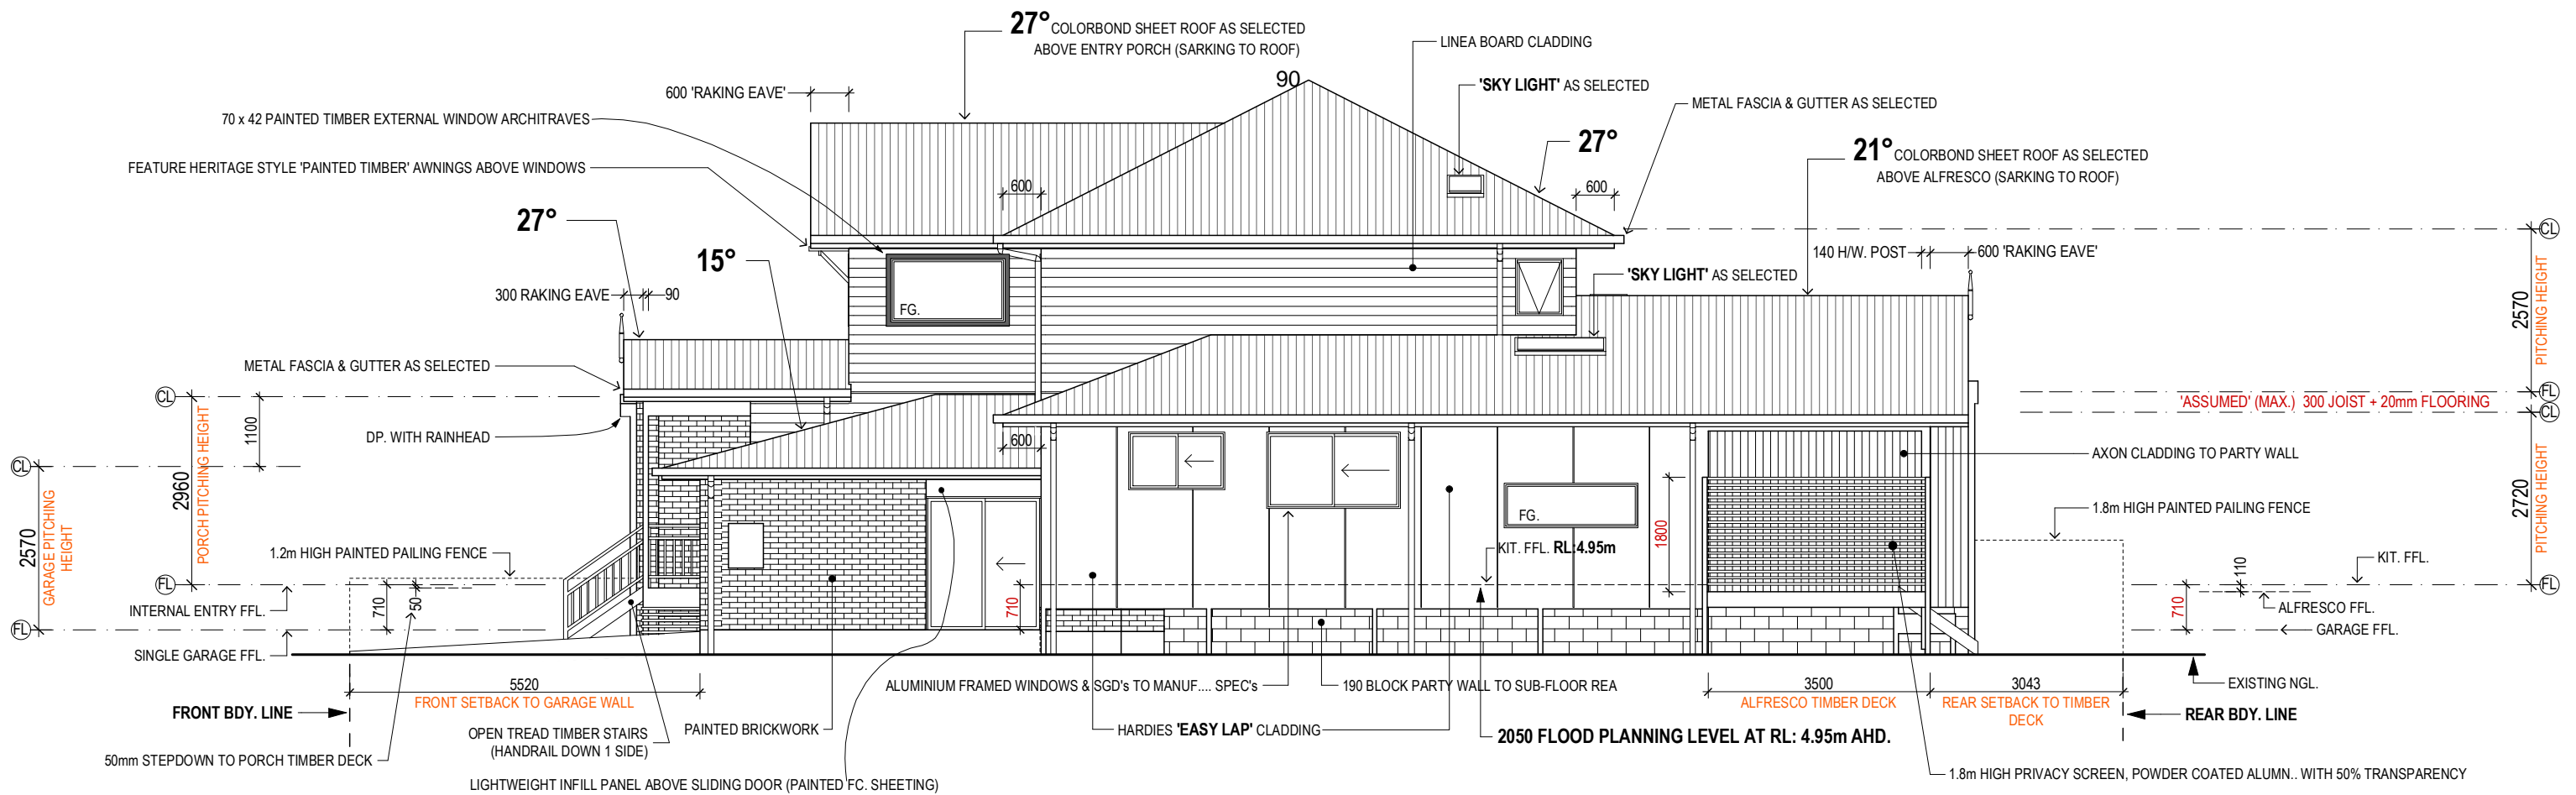 27° COLORBOND SHEET ROOF AS SELECTED
ABOVE ENTRY PORCH (SARKING TO ROOF)
LINEA BOARD CLADDING
90
'SKY LIGHT' AS SELECTED
600 'RAKING EAVE'
METAL FASCIA & GUTTER AS SELECTED
70 x 42 PAINTED TIMBER EXTERNAL WINDOW ARCHITRAVES
27°
21° COLORBOND SHEET ROOF AS SELECTED
ABOVE ALFRESCO (SARKING TO ROOF)
FEATURE HERITAGE STYLE 'PAINTED TIMBER' AWNINGS ABOVE WINDOWS
600
600
27°
CL
15°
140 H/W. POST
600 'RAKING EAVE'
'SKY LIGHT' AS SELECTED
300 RAKING EAVE
90
FG.
2570
PITCHING HEIGHT
METAL FASCIA & GUTTER AS SELECTED
CL
FL
'ASSUMED' (MAX.) 300 JOIST + 20mm FLOORING
CL
1100
DP. WITH RAINHEAD
600
AXON CLADDING TO PARTY WALL
CL
2960
PORCH PITCHING HEIGHT
2720
PITCHING HEIGHT
1.8m HIGH PAINTED PAILING FENCE
FG.
1800
2570
GARAGE PITCHING
HEIGHT
1.2m HIGH PAINTED PAILING FENCE
KIT. FFL. RL:4.95m
KIT. FFL.
110
FL
FL
710
50
710
710
INTERNAL ENTRY FFL.
ALFRESCO FFL.
FL
GARAGE FFL.
SINGLE GARAGE FFL.
5520
FRONT SETBACK TO GARAGE WALL
ALUMINIUM FRAMED WINDOWS & SGD's TO MANUF.... SPEC's
190 BLOCK PARTY WALL TO SUB-FLOOR REA
3500
ALFRESCO TIMBER DECK
3043
REAR SETBACK TO TIMBER
DECK
EXISTING NGL.
FRONT BDY. LINE
REAR BDY. LINE
OPEN TREAD TIMBER STAIRS
(HANDRAIL DOWN 1 SIDE)
PAINTED BRICKWORK
HARDIES 'EASY LAP' CLADDING
2050 FLOOD PLANNING LEVEL AT RL: 4.95m AHD.
50mm STEPDOWN TO PORCH TIMBER DECK
LIGHTWEIGHT INFILL PANEL ABOVE SLIDING DOOR (PAINTED FC. SHEETING)
1.8m HIGH PRIVACY SCREEN, POWDER COATED ALUMN.. WITH 50% TRANSPARENCY